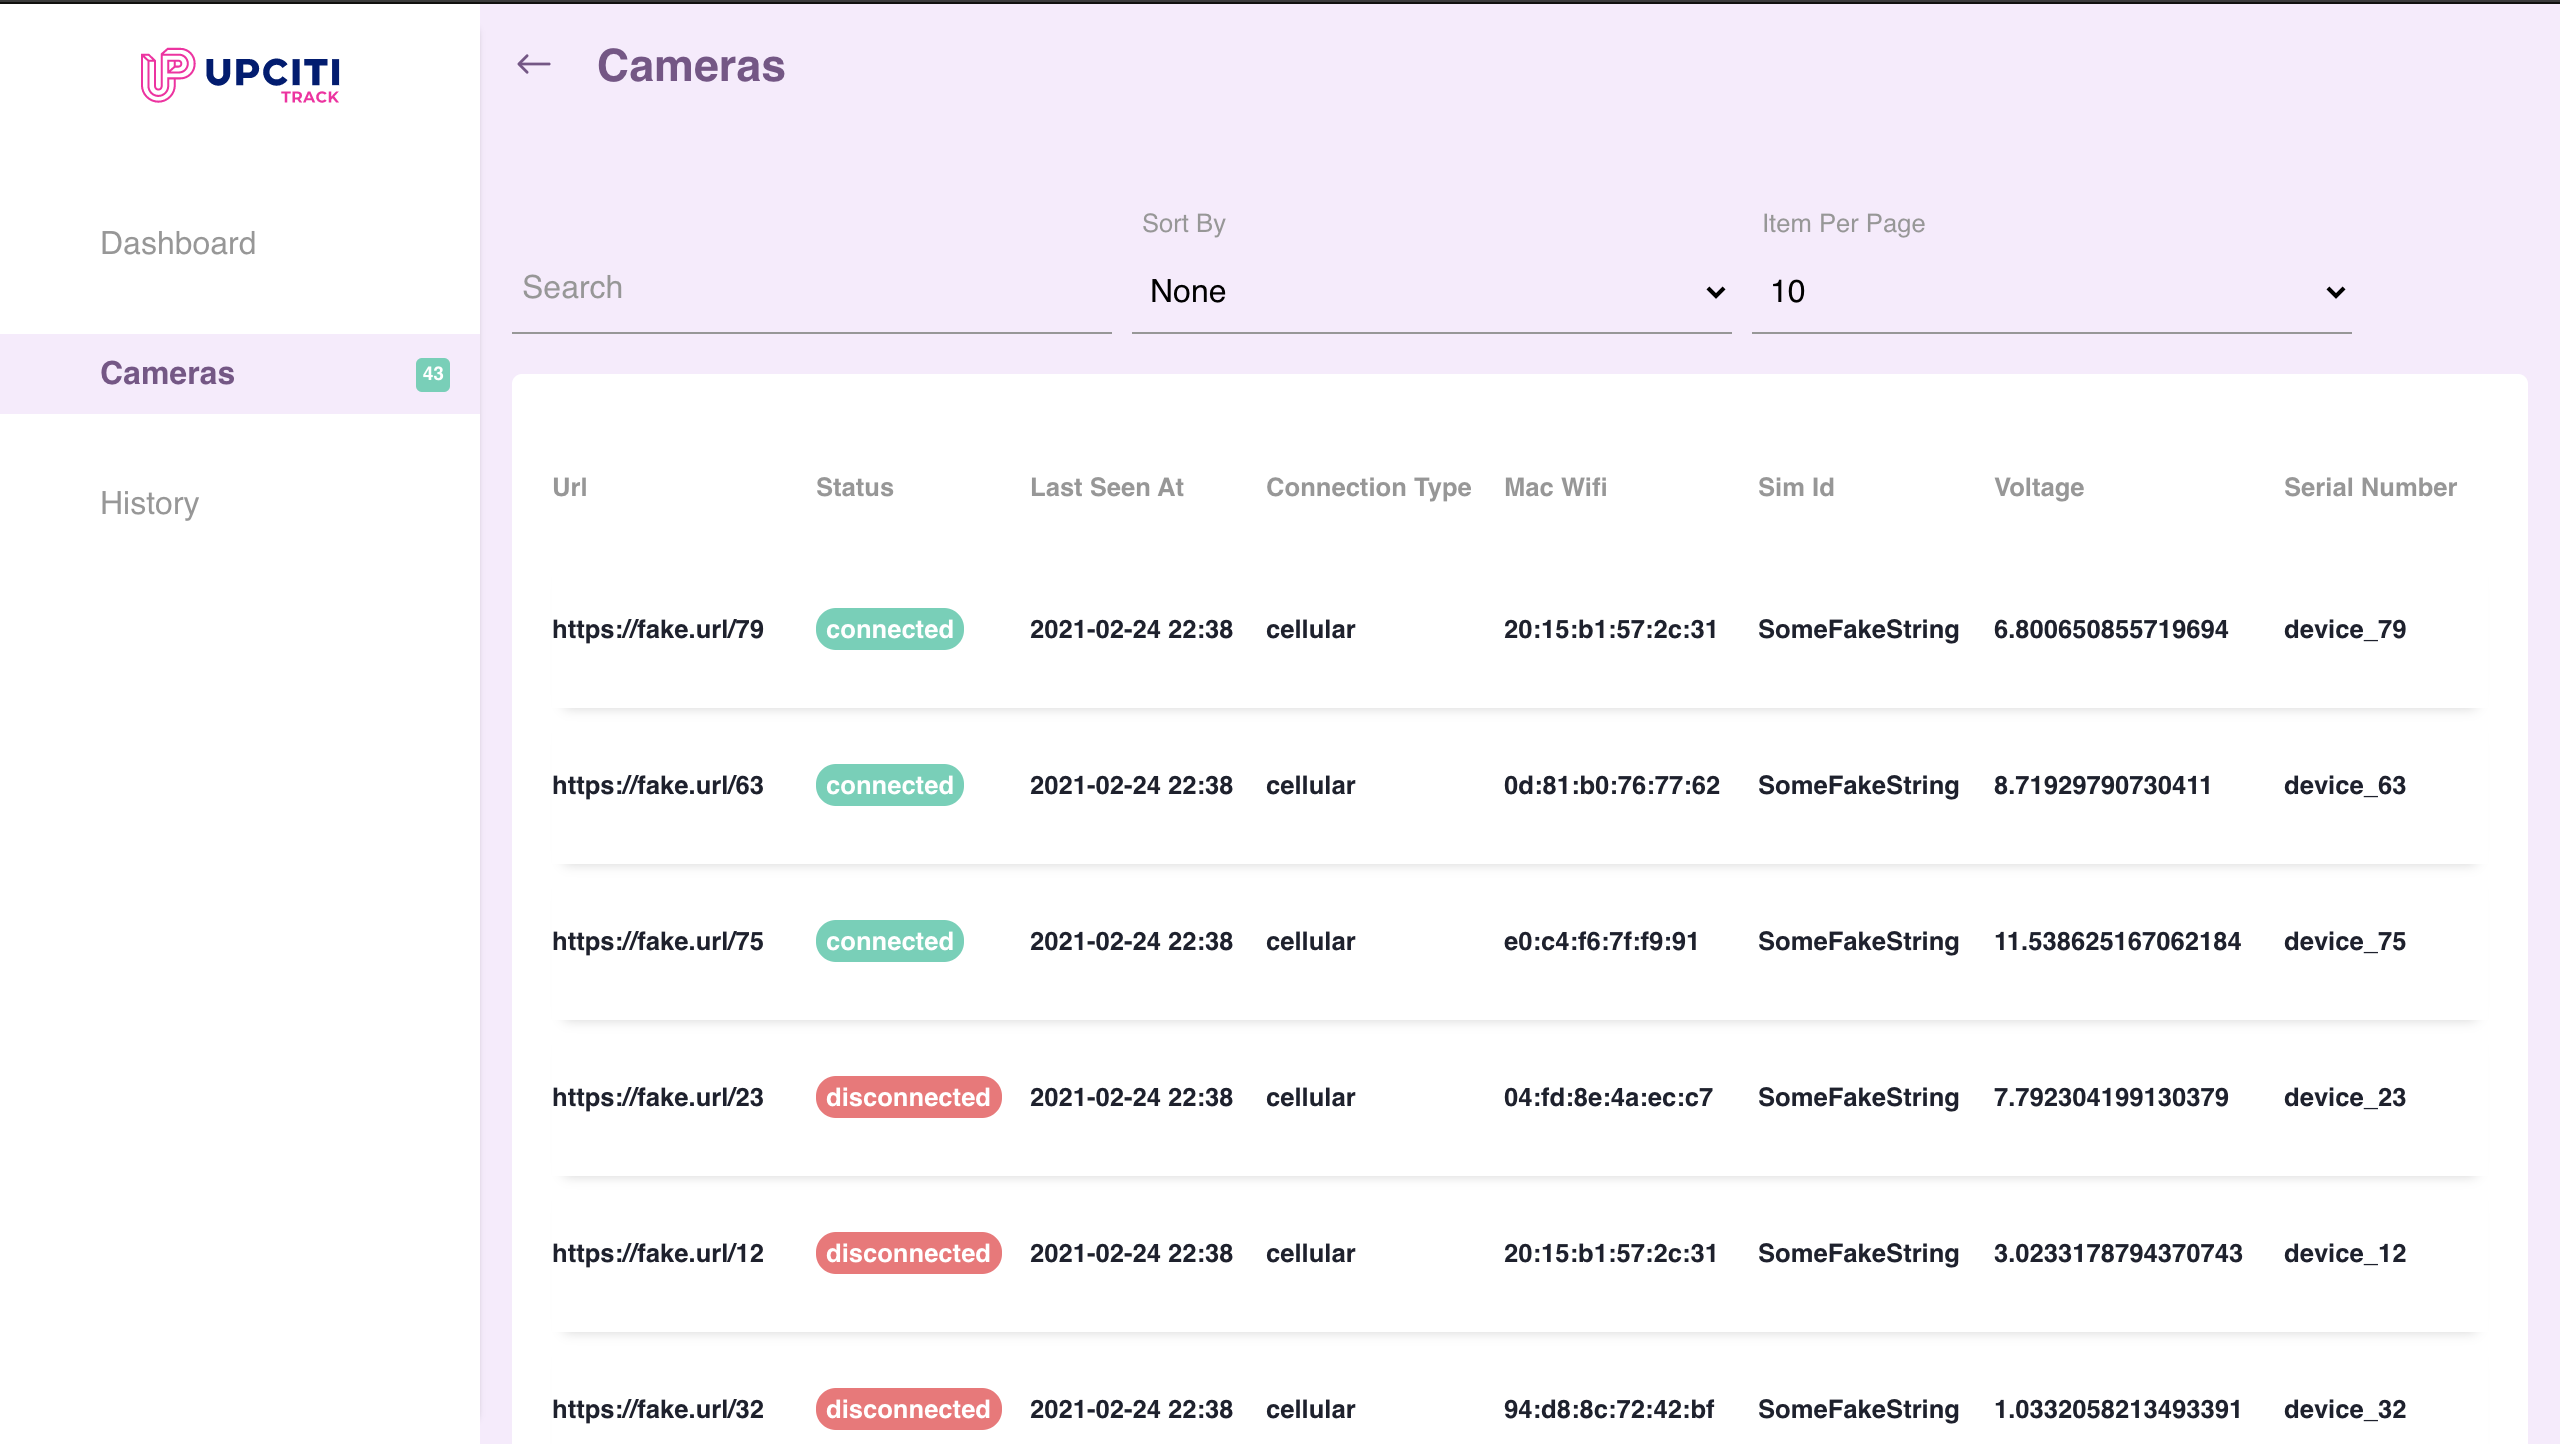 UPCITI
TRACK
Dashboard
Cameras 43
History
Cameras
Search
Sort By
None
Item Per Page
10
Url Status Last Seen At Connection Type Mac Wifi Sim Id Voltage Serial Number
https://fake.url/79 connected 2021-02-24 22:38 cellular 20:15:b1:57:2c:31 SomeFakeString 6.800650855719694 device_79
https://fake.url/63 connected 2021-02-24 22:38 cellular 0d:81:b0:76:77:62 SomeFakeString 8.71929790730411 device_63
https://fake.url/75 connected 2021-02-24 22:38 cellular e0:c4:f6:7f:f9:91 SomeFakeString 11.538625167062184 device_75
https://fake.url/23 disconnected 2021-02-24 22:38 cellular 04:fd:8e:4a:ec:c7 SomeFakeString 7.792304199130379 device_23
https://fake.url/12 disconnected 2021-02-24 22:38 cellular 20:15:b1:57:2c:31 SomeFakeString 3.0233178794370743 device_12
https://fake.url/32 disconnected 2021-02-24 22:38 cellular 94:d8:8c:72:42:bf SomeFakeString 1.0332058213493391 device_32